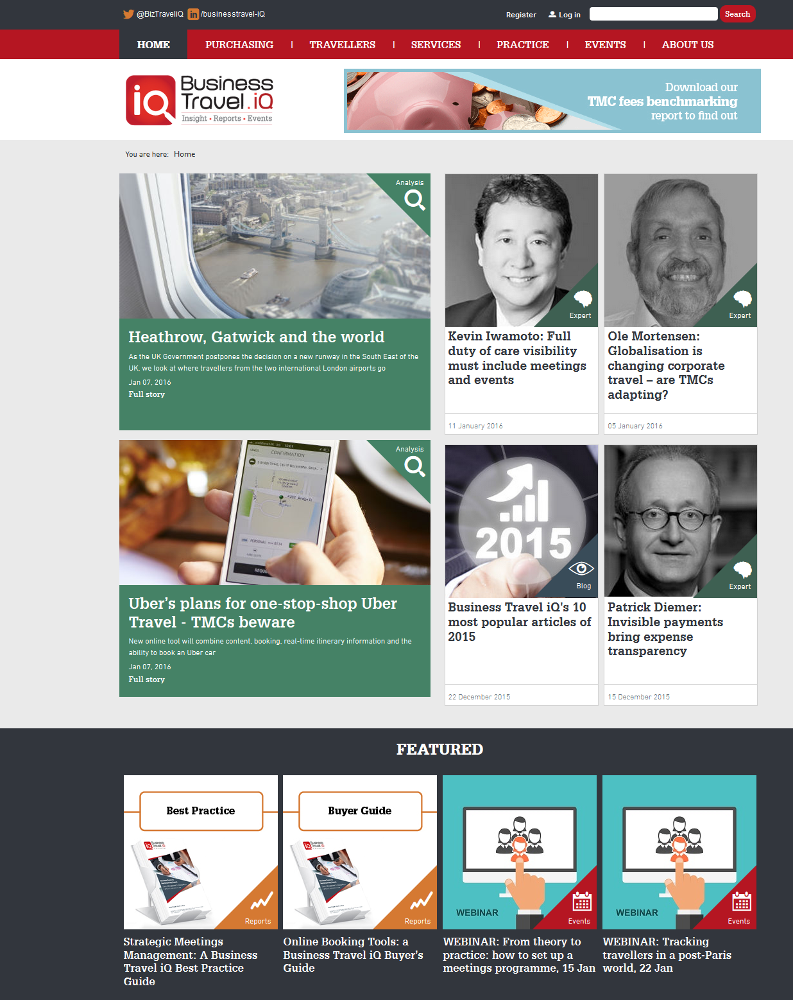 @BizTraveliQ /businesstravel-iQ Register Log in Search
HOME PURCHASING TRAVELLERS SERVICES PRACTICE EVENTS ABOUT US
iQ Business
Travel.iQ
Insight • Reports • Events
Download our
TMC fees benchmarking
report to find out
You are here: Home
Analysis
Heathrow, Gatwick and the world
As the UK Government postpones the decision on a new runway in the South East of the
UK, we look at where travellers from the two international London airports go
Jan 07, 2016
Full story
Expert
Kevin Iwamoto: Full
duty of care visibility
must include meetings
and events
11 January 2016
Expert
Ole Mortensen:
Globalisation is
changing corporate
travel – are TMCs
adapting?
05 January 2016
Analysis
CONFIRMATION
Uber's plans for one-stop-shop Uber
Travel - TMCs beware
New online tool will combine content, booking, real-time itinerary information and the
ability to book an Uber car
Jan 07, 2016
Full story
2015
Blog
Business Travel iQ's 10
most popular articles of
2015
22 December 2015
Expert
Patrick Diemer:
Invisible payments
bring expense
transparency
15 December 2015
FEATURED
Best Practice
iQ Business
Travel.iQ
Reports
Strategic Meetings
Management: A Business
Travel iQ Best Practice
Guide
Buyer Guide
iQ Business
Travel.iQ
Reports
Online Booking Tools: a
Business Travel iQ Buyer's
Guide
WEBINAR
Events
WEBINAR: From theory to
practice: how to set up a
meetings programme, 15 Jan
WEBINAR
Events
WEBINAR: Tracking
travellers in a post-Paris
world, 22 Jan